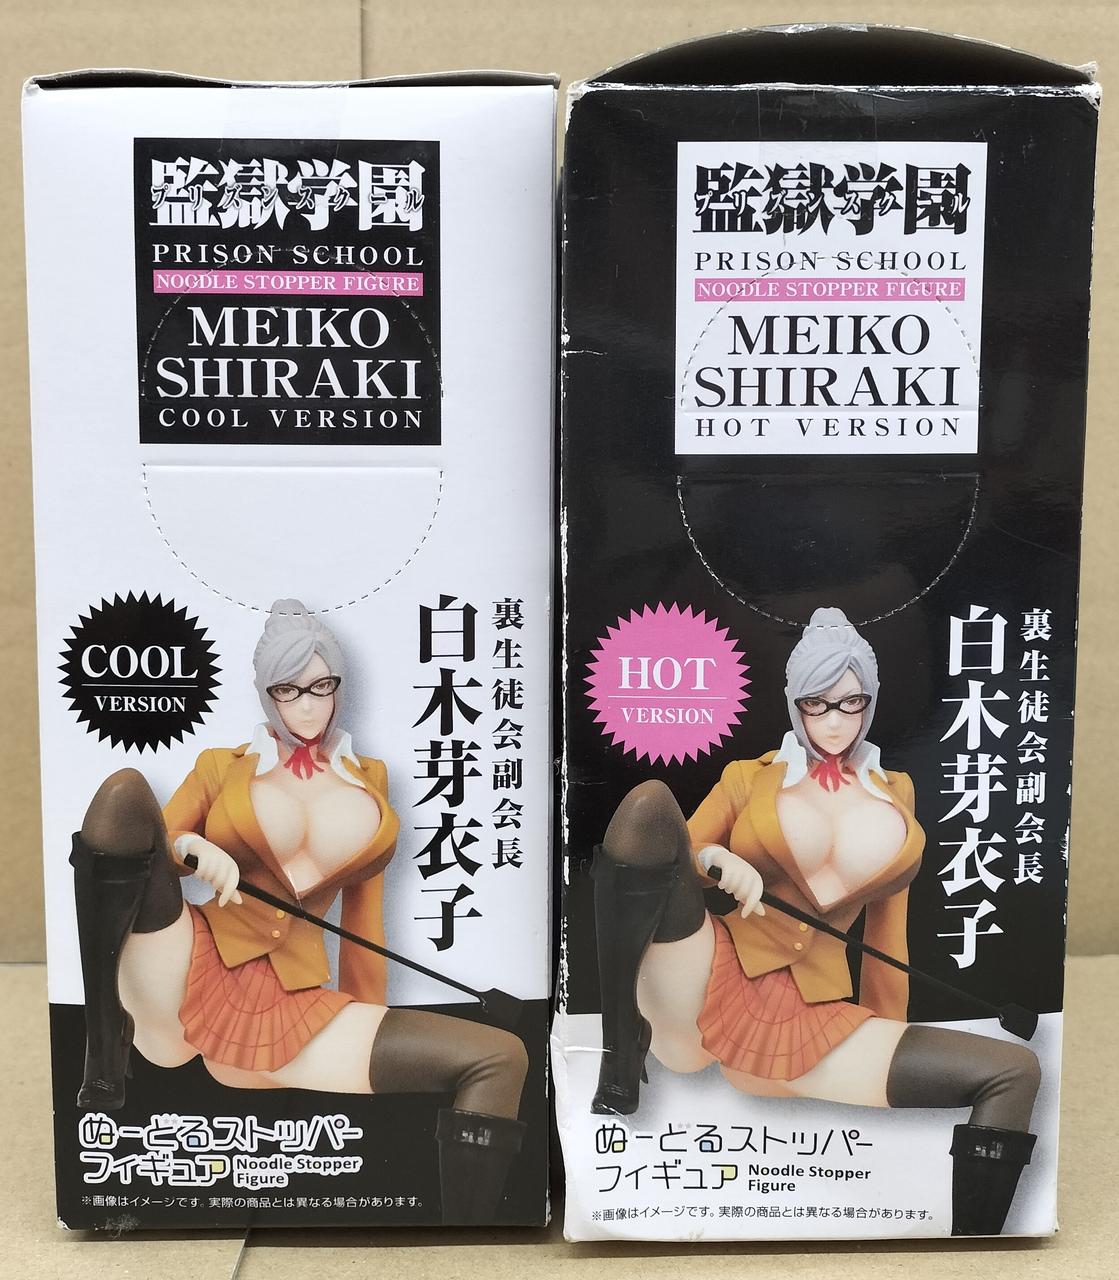 監獄学園
プリズンスクール
PRISON SCHOOL
NOODLE STOPPER FIGURE
MEIKO
SHIRAKI
COOL VERSION
COOL
VERSION
裏生徒会副会長
白木芽衣子
ぬーどるストッパー
フィギュア Noodle Stopper
Figure
※画像はイメージです。実際の商品とは異なる場合があります。
監獄学園
プリズンスクール
PRISON SCHOOL
NOODLE STOPPER FIGURE
MEIKO
SHIRAKI
HOT VERSION
HOT
VERSION
裏生徒会副会長
白木芽衣子
ぬーどるストッパー
フィギュア Noodle Stopper
Figure
※画像はイメージです。実際の商品とは異なる場合があります。